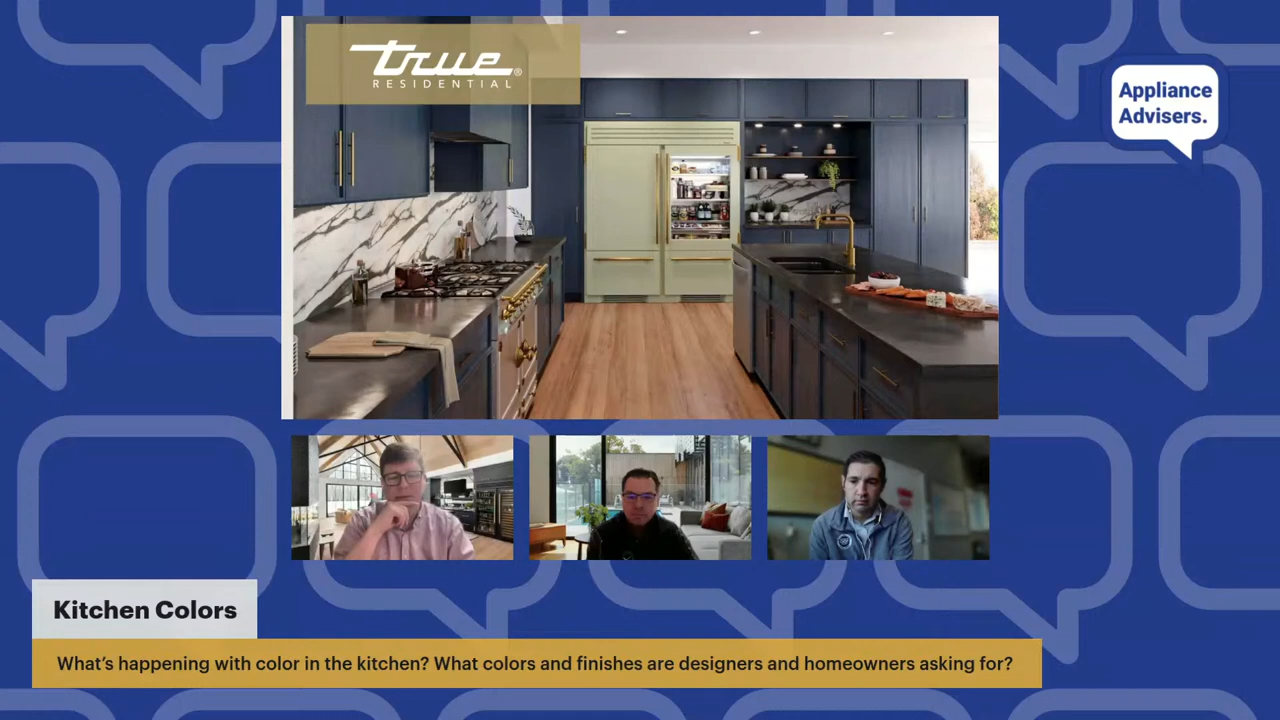 true®
RESIDENTIAL
Appliance
Advisers.
Kitchen Colors
What’s happening with color in the kitchen? What colors and finishes are designers and homeowners asking for?